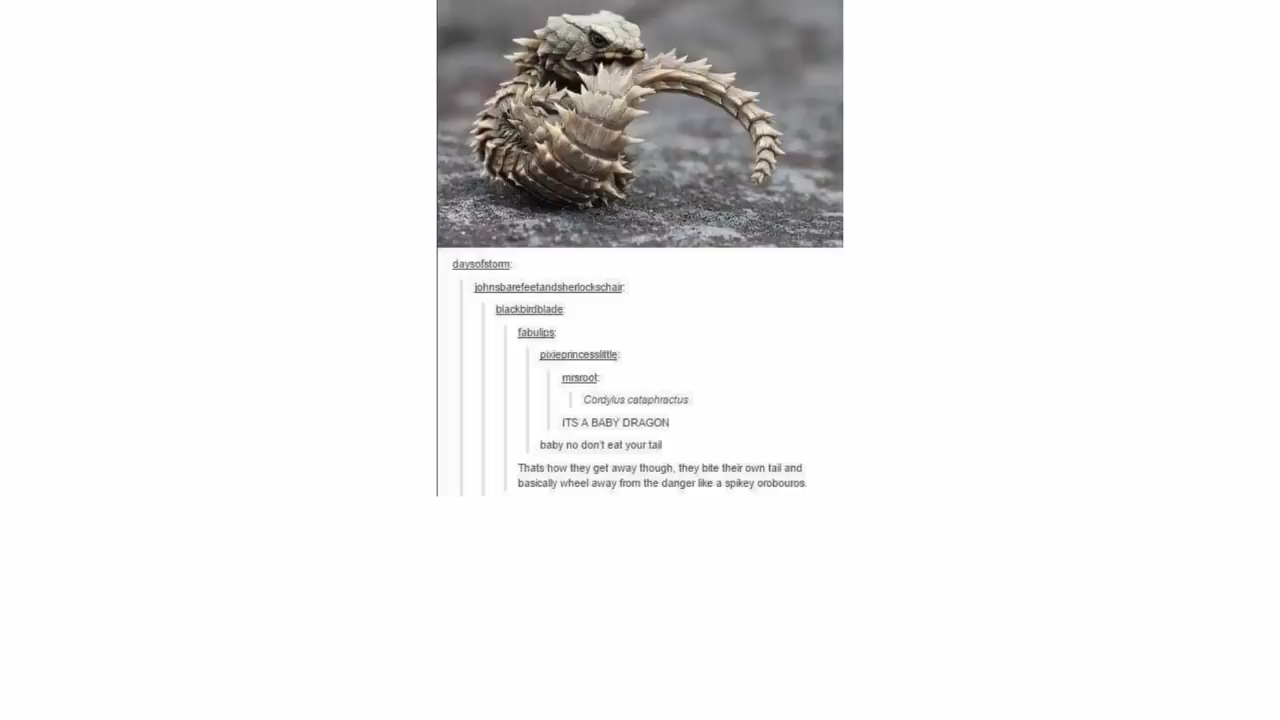 daysofstorm:
johnsbarefeetandsherlockschair:
blackbirdblade:
fabulips:
pixieprincesslittle:
mrsroot:
Cordylus cataphractus
ITS A BABY DRAGON
baby no don't eat your tail
Thats how they get away though, they bite their own tail and
basically wheel away from the danger like a spikey orobouros.